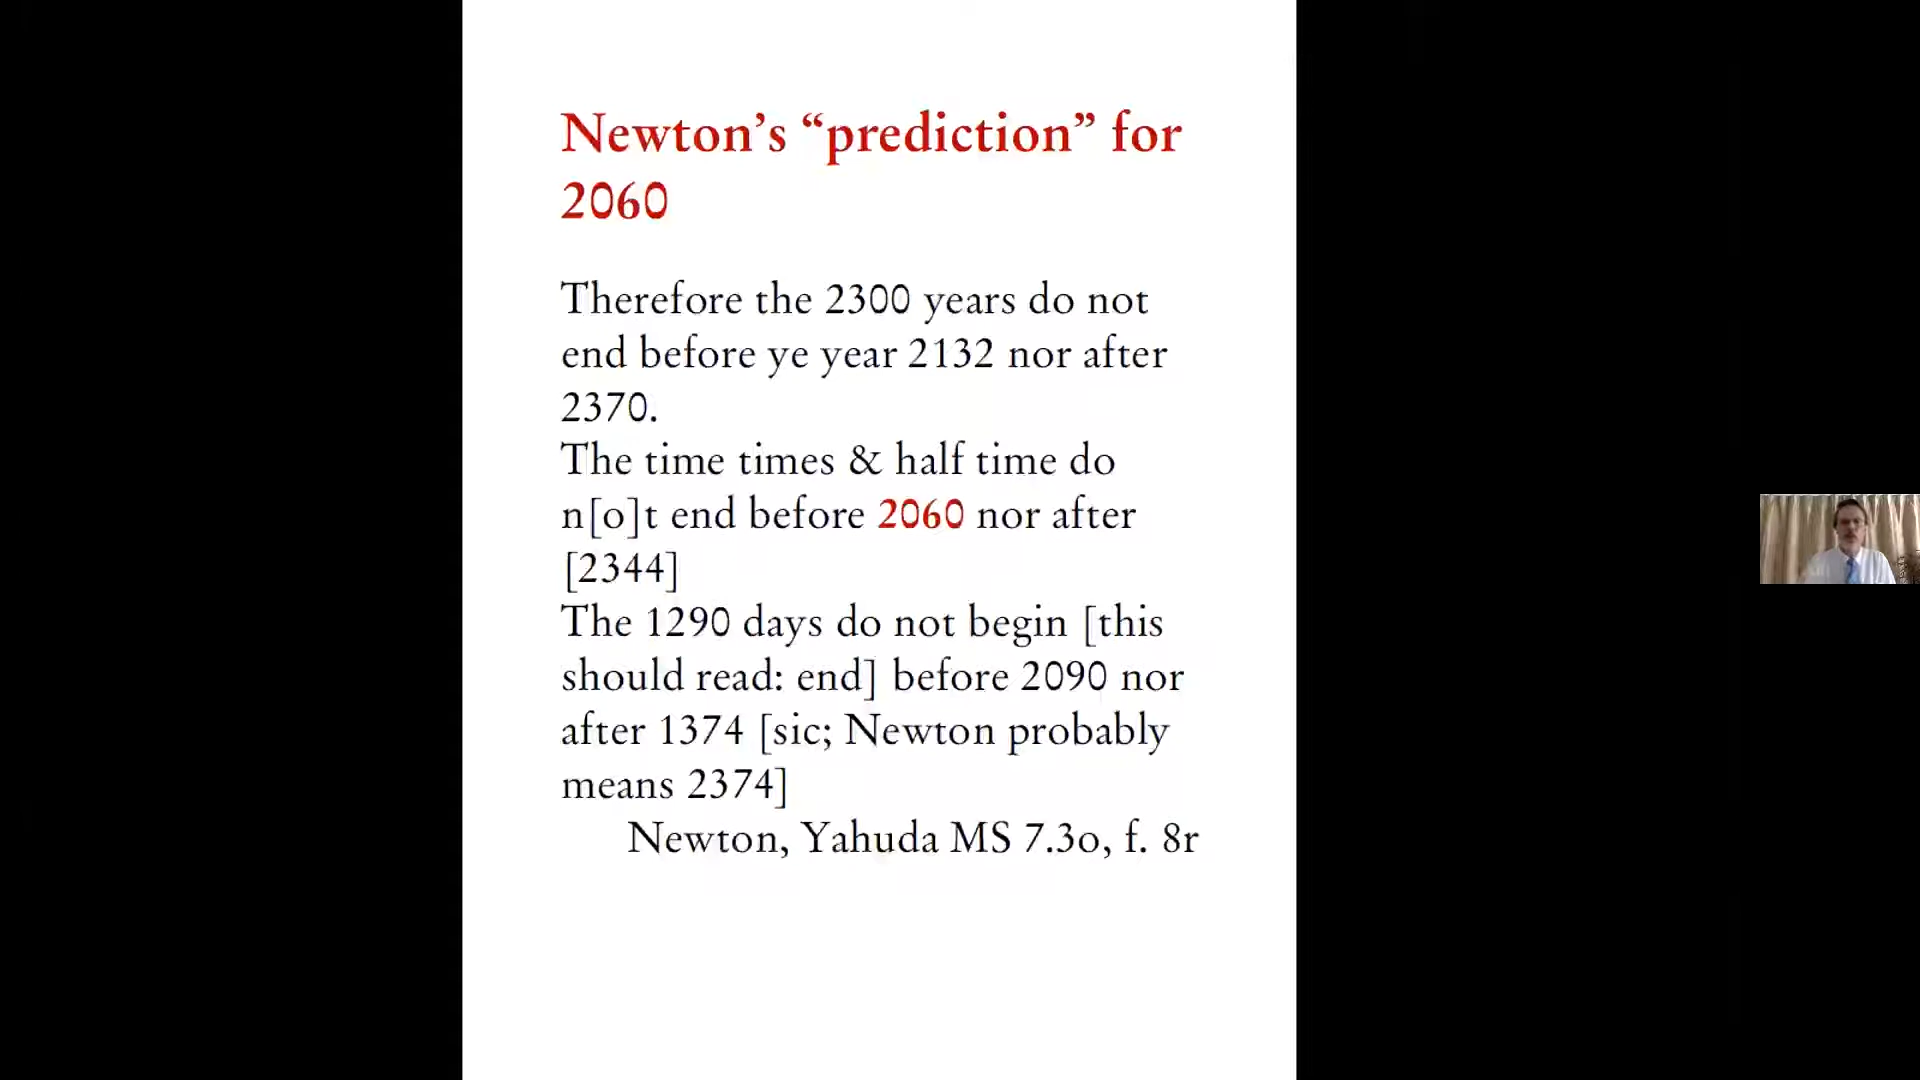 Newton’s “prediction” for
2060
Therefore the 2300 years do not
end before ye year 2132 nor after
2370.
The time times & half time do
n[o]t end before 2060 nor after
[2344]
The 1290 days do not begin [this
should read: end] before 2090 nor
after 1374 [sic; Newton probably
means 2374]
Newton, Yahuda MS 7.3o, f. 8r